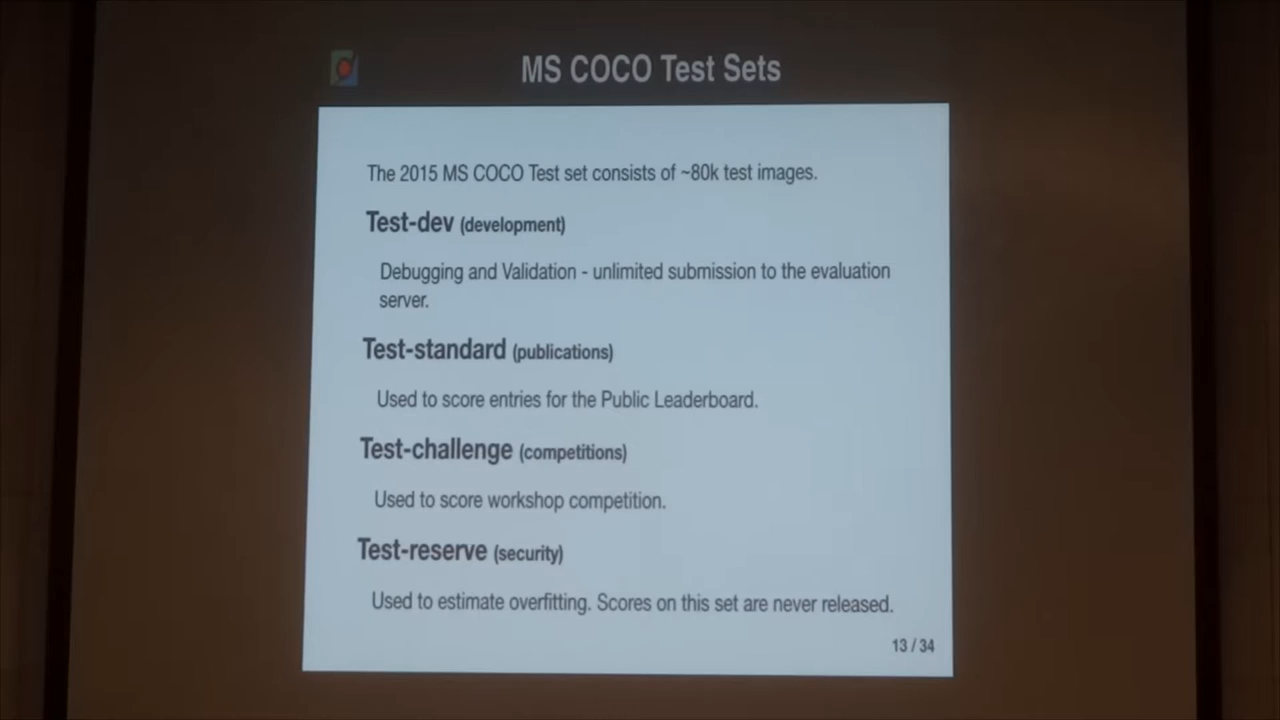 MS COCO Test Sets
The 2015 MS COCO Test set consists of ~80k test images.
Test-dev (development)
Debugging and Validation - unlimited submission to the evaluation
server.
Test-standard (publications)
Used to score entries for the Public Leaderboard.
Test-challenge (competitions)
Used to score workshop competition.
Test-reserve (security)
Used to estimate overfitting. Scores on this set are never released.
13 / 34